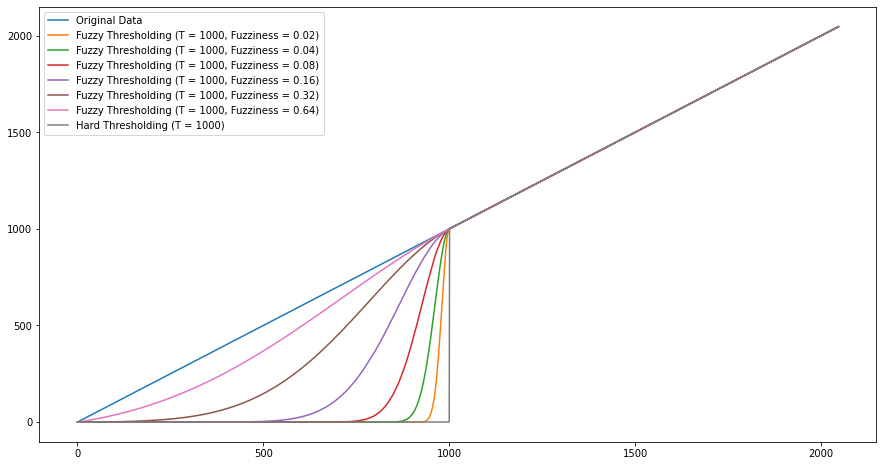 Original Data
Fuzzy Thresholding (T = 1000, Fuzziness = 0.02)
Fuzzy Thresholding (T = 1000, Fuzziness = 0.04)
Fuzzy Thresholding (T = 1000, Fuzziness = 0.08)
Fuzzy Thresholding (T = 1000, Fuzziness = 0.16)
Fuzzy Thresholding (T = 1000, Fuzziness = 0.32)
Fuzzy Thresholding (T = 1000, Fuzziness = 0.64)
Hard Thresholding (T = 1000)
2000
1500
1000
500
0
0 500 1000 1500 2000